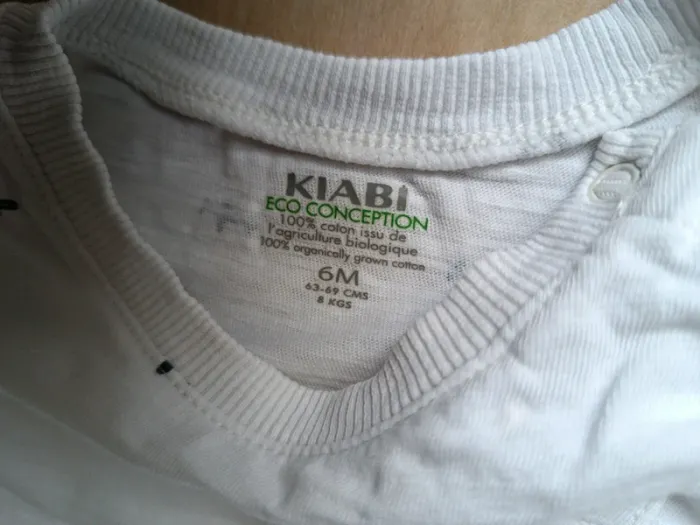 KIABI
ECO CONCEPTION
100% coton issu de
l'agriculture biologique
100% organically grown cotton
6M
63-69 CMS
8 KGS